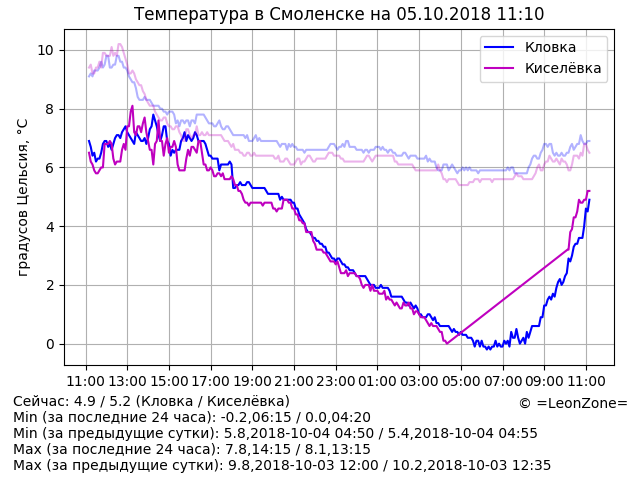 Температура в Смоленске на 05.10.2018 11:10
градусов Цельсия, °C
10
8
6
4
2
0
Кловка
Киселёвка
11:00 13:00 15:00 17:00 19:00 21:00 23:00 01:00 03:00 05:00 07:00 09:00 11:00
Сейчас: 4.9 / 5.2 (Кловка / Киселёвка)
© =LeonZone=
Min (за последние 24 часа): -0.2,06:15 / 0.0,04:20
Min (за предыдущие сутки): 5.8,2018-10-04 04:50 / 5.4,2018-10-04 04:55
Max (за последние 24 часа): 7.8,14:15 / 8.1,13:15
Max (за предыдущие сутки): 9.8,2018-10-03 12:00 / 10.2,2018-10-03 12:35